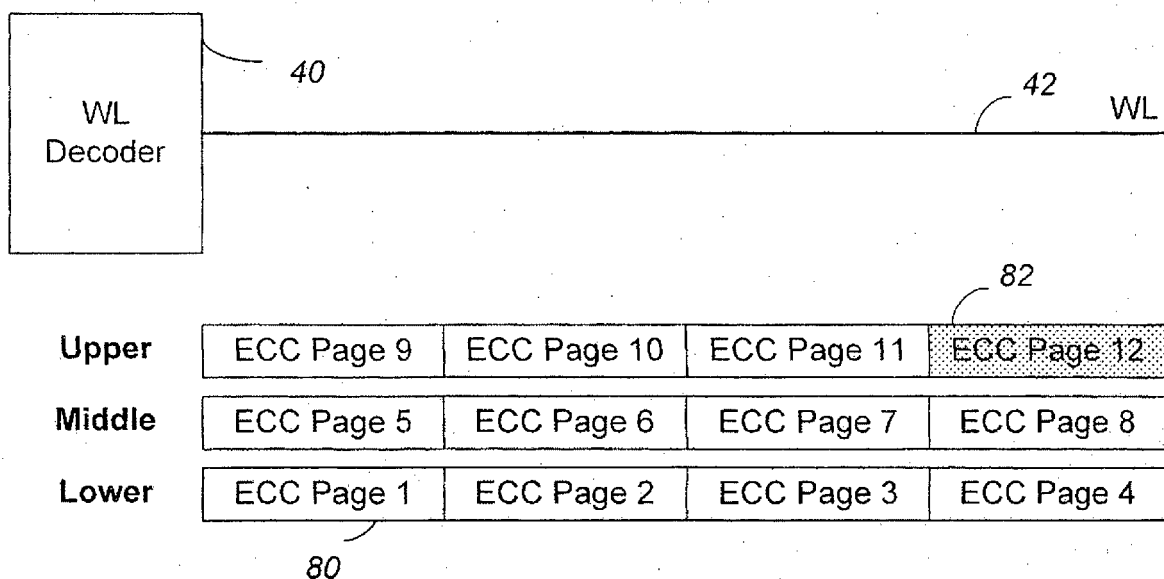 40
42
WL
WL
Decoder
82
Upper ECC Page 9 ECC Page 10 ECC Page 11 ECC Page 12
Middle ECC Page 5 ECC Page 6 ECC Page 7 ECC Page 8
Lower ECC Page 1 ECC Page 2 ECC Page 3 ECC Page 4
80